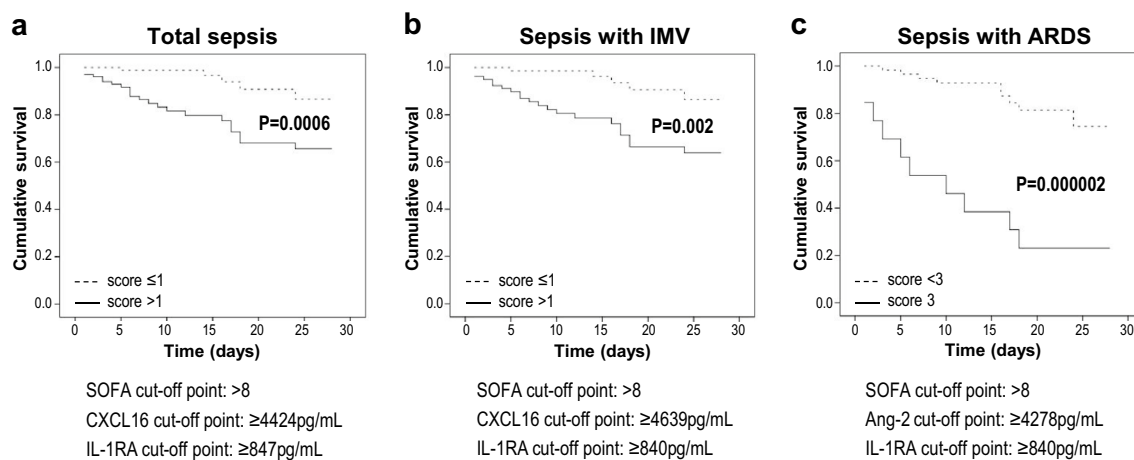 a
Total sepsis
Cumulative survival
1.0
0.8
0.6
0.4
0.2
0.0
P=0.0006
score ≤1
score >1
0 5 10 15 20 25 30
Time (days)
SOFA cut-off point: >8
CXCL16 cut-off point: ≥4424pg/mL
IL-1RA cut-off point: ≥847pg/mL
b
Sepsis with IMV
Cumulative survival
1.0
0.8
0.6
0.4
0.2
0.0
P=0.002
score ≤1
score >1
0 5 10 15 20 25 30
Time (days)
SOFA cut-off point: >8
CXCL16 cut-off point: ≥4639pg/mL
IL-1RA cut-off point: ≥840pg/mL
c
Sepsis with ARDS
Cumulative survival
1.0
0.8
0.6
0.4
0.2
0.0
P=0.000002
score <3
score 3
0 5 10 15 20 25 30
Time (days)
SOFA cut-off point: >8
Ang-2 cut-off point: ≥4278pg/mL
IL-1RA cut-off point: ≥840pg/mL